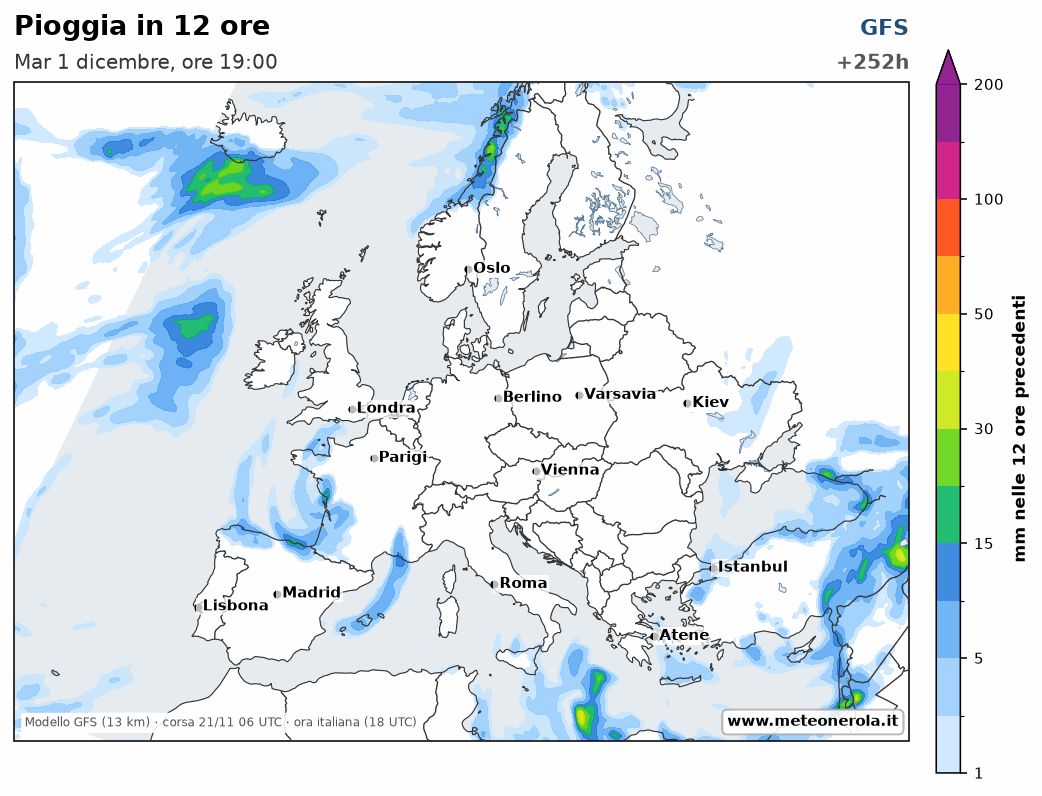 Pioggia in 12 ore
GFS
Mar 1 dicembre, ore 19:00
+252h
200
100
50
30
15
5
1
mm nelle 12 ore precedenti
Oslo
Berlino
Varsavia
Kiev
Londra
Parigi
Vienna
Istanbul
Roma
Madrid
Lisbona
Atene
Modello GFS (13 km) · corsa 21/11 06 UTC · ora italiana (18 UTC)
www.meteonerola.it